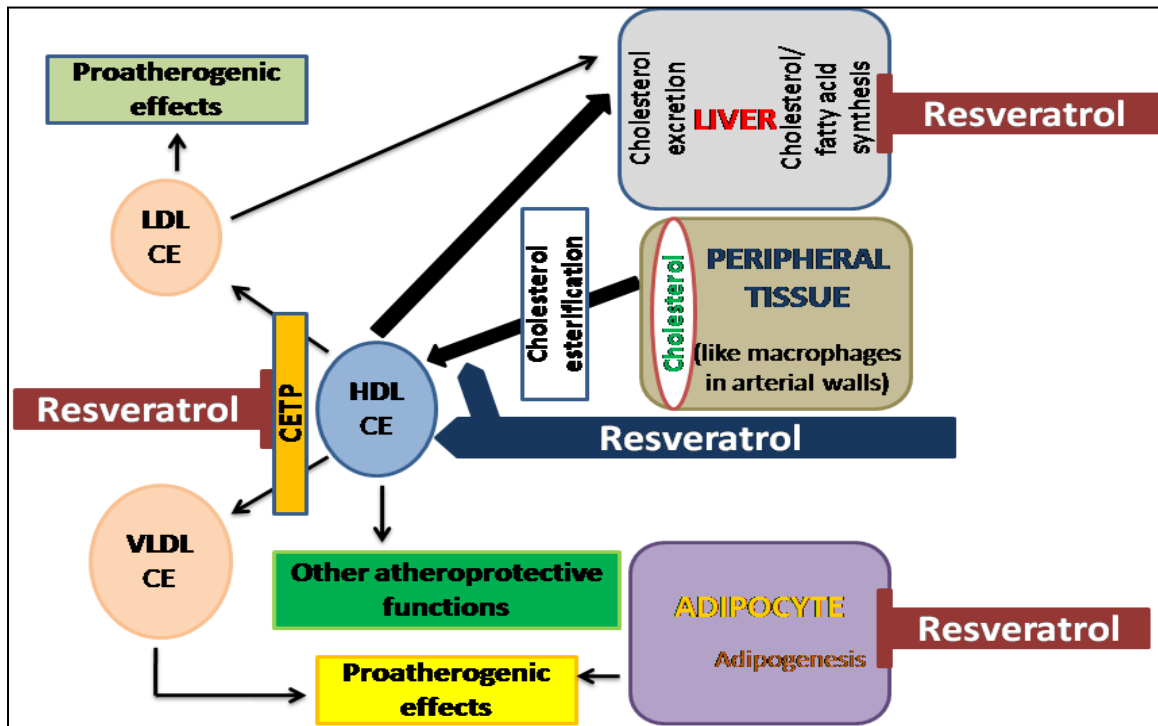 Proatherogenic
effects
LDL
CE
Cholesterol
excretion
LIVER
Cholesterol/
fatty acid
synthesis
Resveratrol
Cholesterol
esterification
Cholesterol
PERIPHERAL
TISSUE
(like macrophages
in arterial walls)
Resveratrol
CETP
HDL
CE
Resveratrol
VLDL
CE
Other atheroprotective
functions
ADIPOCYTE
Adipogenesis
Resveratrol
Proatherogenic
effects